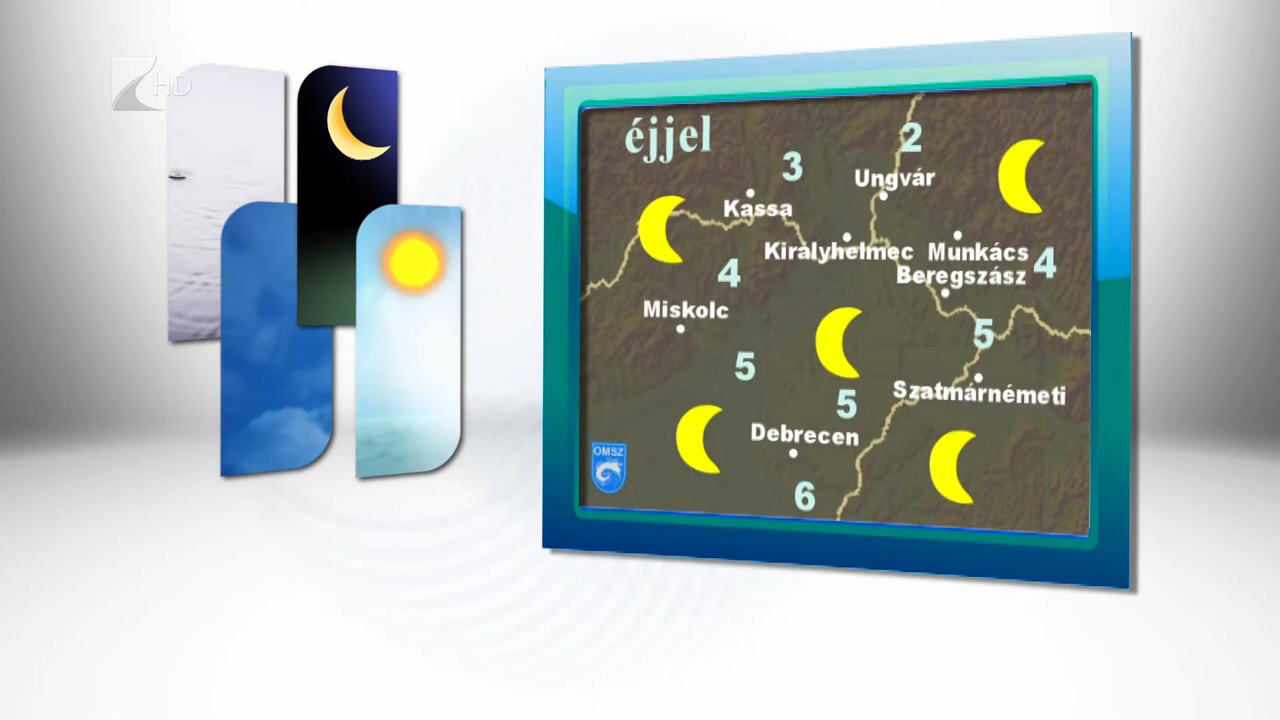 HD
éjjel
2
3
Ungvár
Kassa
Királyhelmec
Munkács
4
Beregszász
4
Miskolc
5
5
Szatmárnémeti
5
Debrecen
OMSZ
6